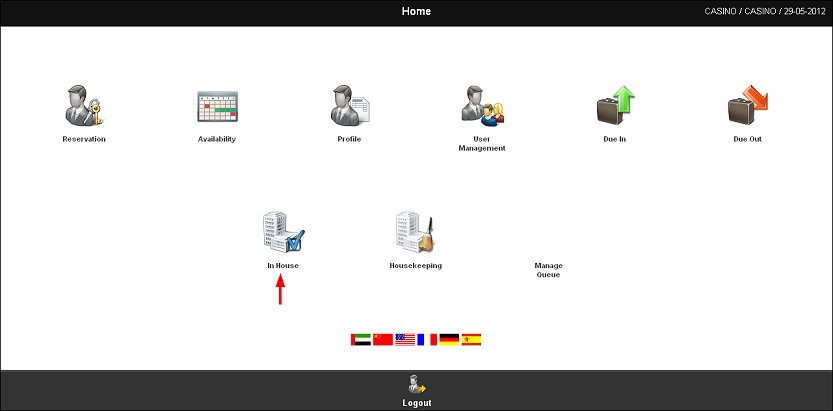 Home
CASINO / CASINO / 29-05-2012
Reservation
Availability
Profile
User
Management
Due In
Due Out
In House
Housekeeping
Manage
Queue
Logout